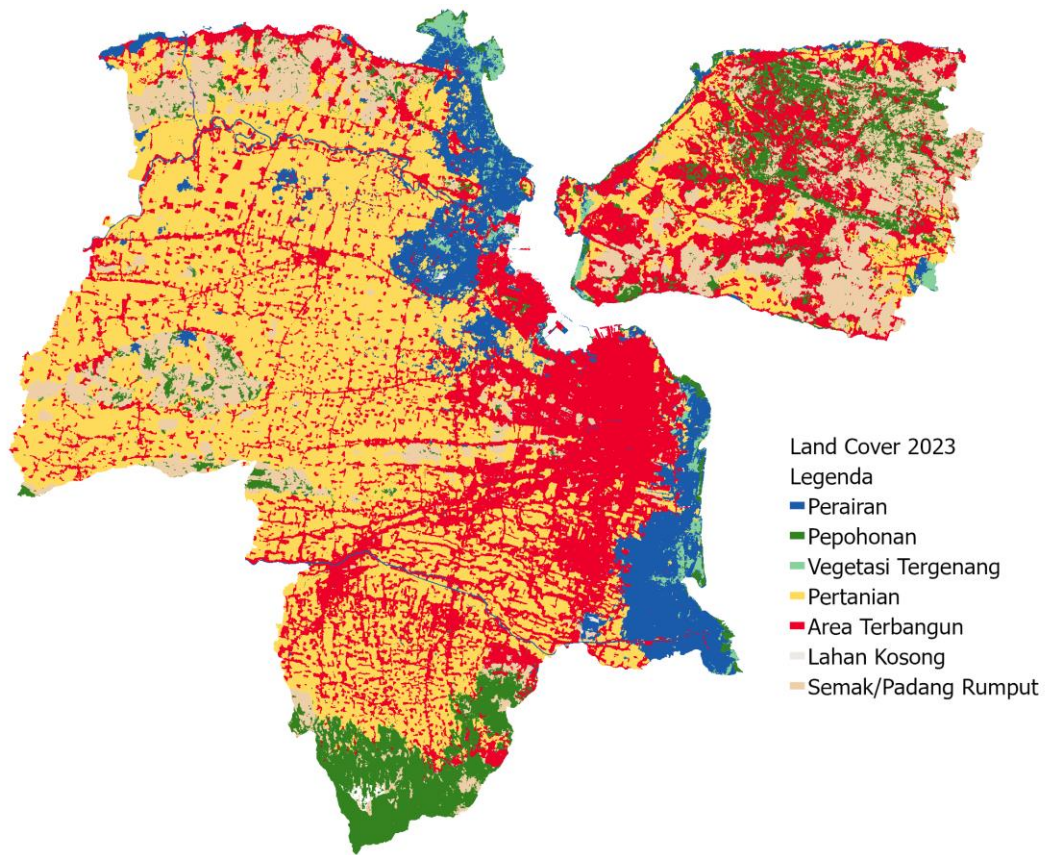 Land Cover 2023
Legenda
Perairan
Pepohonan
Vegetasi Tergenang
Pertanian
Area Terbangun
Lahan Kosong
Semak/Padang Rumput